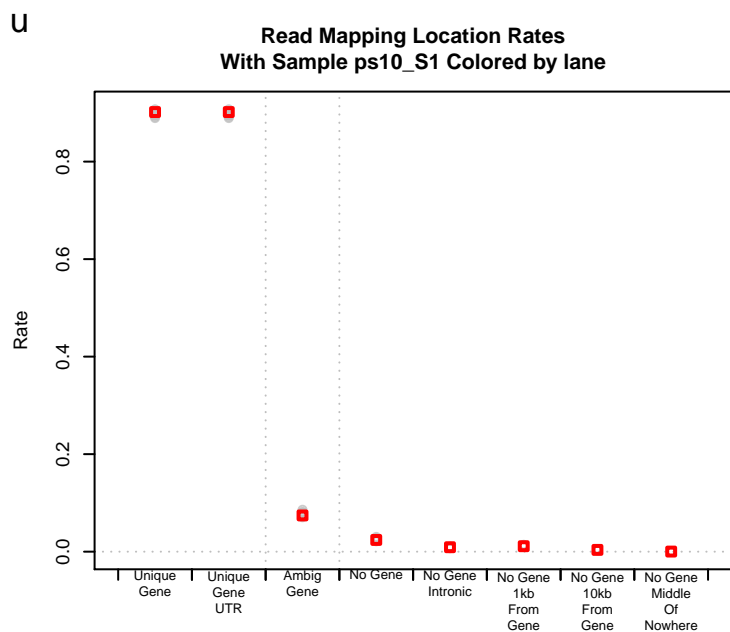 u
Read Mapping Location Rates
With Sample ps10_S1 Colored by lane
Rate
0.8
0.6
0.4
0.2
0.0
Unique
Gene
Unique
Gene
UTR
Ambig
Gene
No Gene
No Gene
Intronic
No Gene
1kb
From
Gene
No Gene
10kb
From
Gene
No Gene
Middle
Of
Nowhere